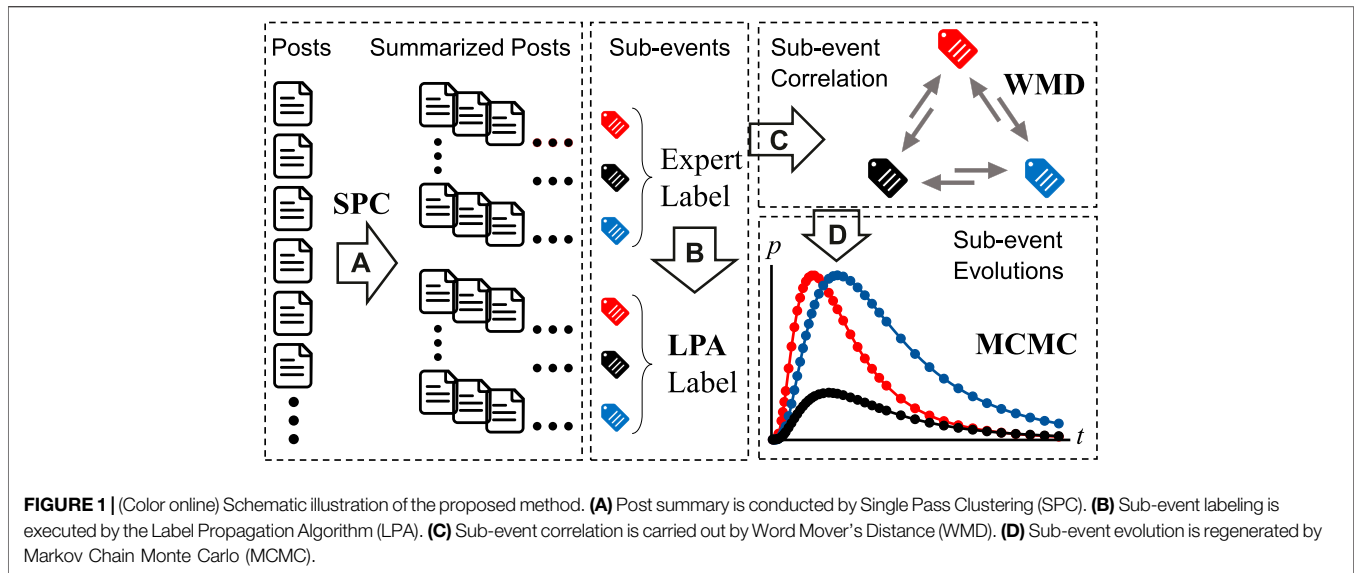 Posts
Summarized Posts
SPC
A
Sub-events
Expert
Label
B
LPA
Label
Sub-event
Correlation
WMD
C
D
Sub-event
Evolutions
p
MCMC
t
FIGURE 1 | (Color online) Schematic illustration of the proposed method. (A) Post summary is conducted by Single Pass Clustering (SPC). (B) Sub-event labeling is
executed by the Label Propagation Algorithm (LPA). (C) Sub-event correlation is carried out by Word Mover’s Distance (WMD). (D) Sub-event evolution is regenerated by
Markov Chain Monte Carlo (MCMC).